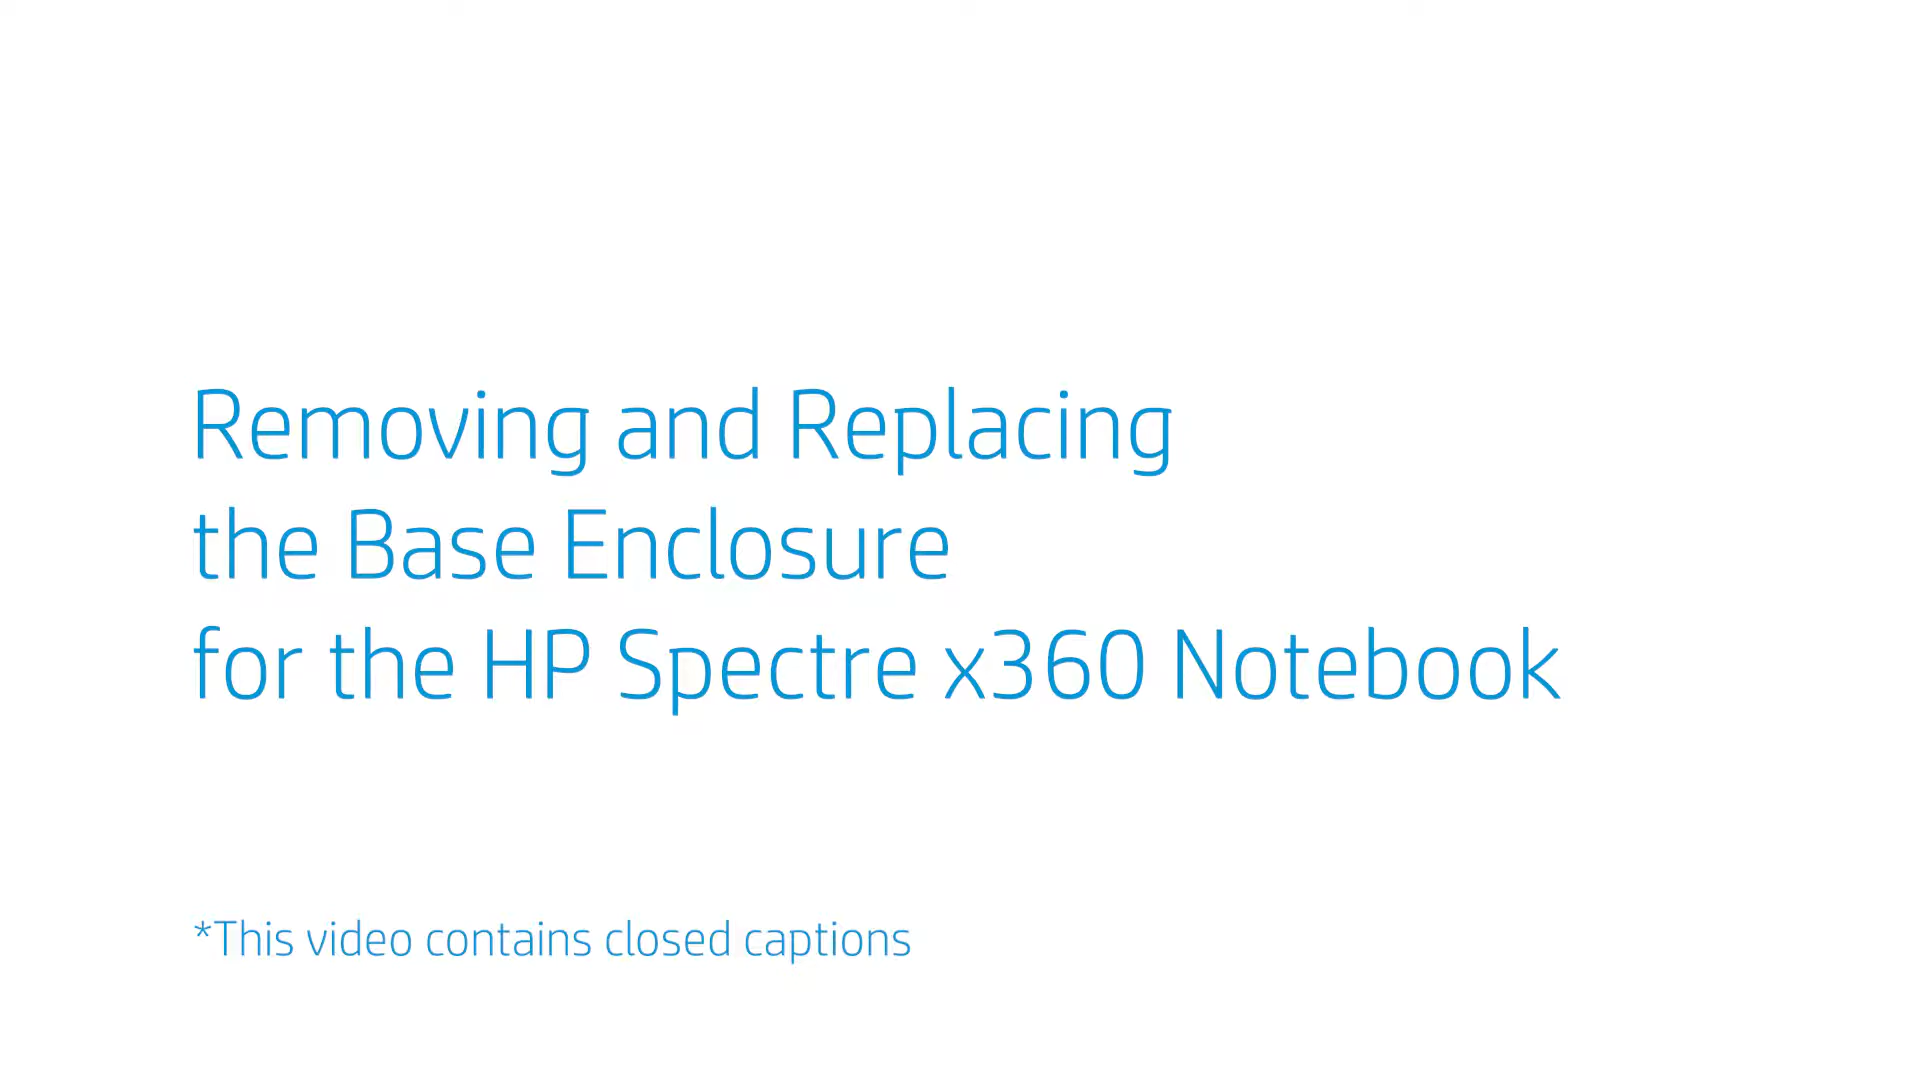 Removing and Replacing
the Base Enclosure
for the HP Spectre x360 Notebook
*This video contains closed captions